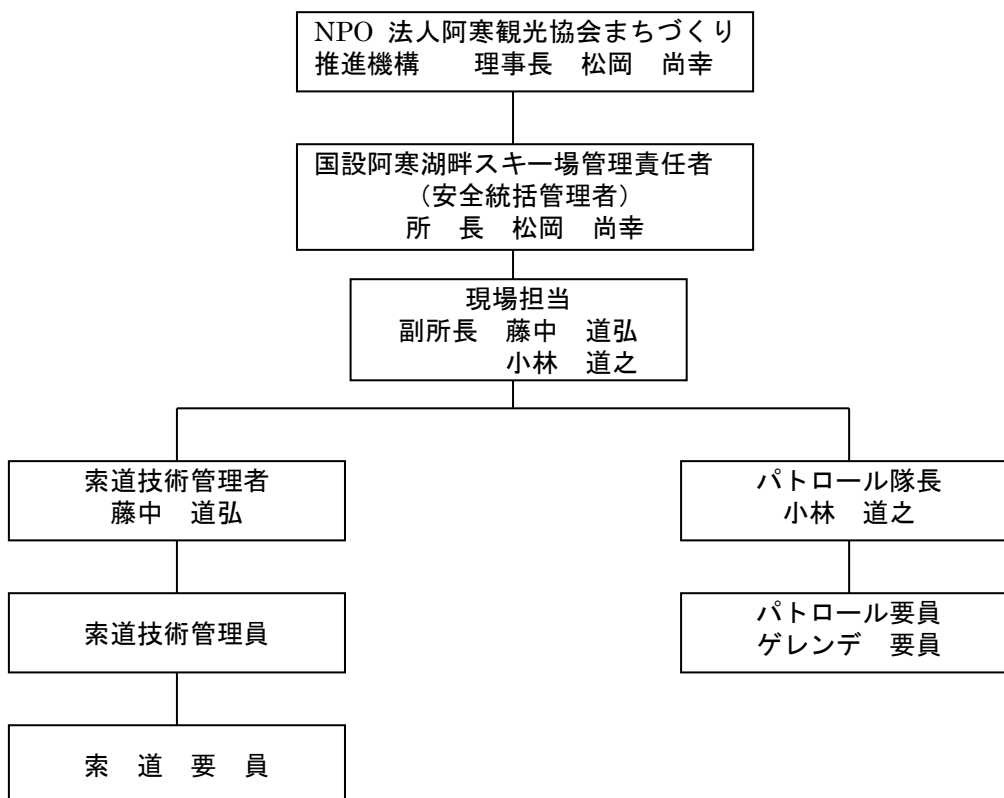 NPO 法人阿寒観光協会まちづくり
推進機構　　理事長　松岡　尚幸
国設阿寒湖畔スキー場管理責任者
（安全統括管理者）
所　長　松岡　尚幸
現場担当
副所長　藤中　道弘
小林　道之
索道技術管理者
藤中　道弘
パトロール隊長
小林　道之
索道技術管理員
パトロール要員
ゲレンデ　要員
索　道　要　員